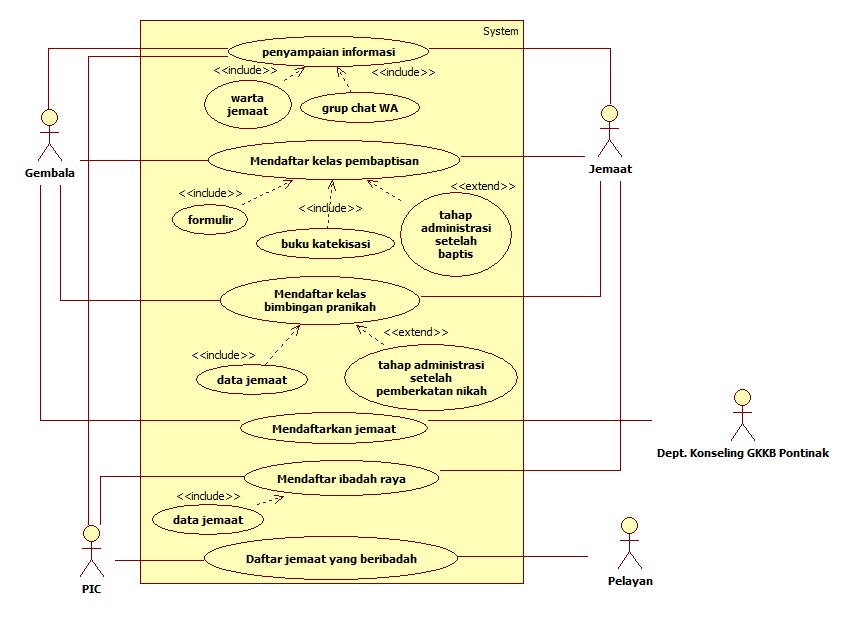 System
penyampaian informasi
<<include>>
<<include>>
warta
jemaat
grup chat WA
Gembala
Jemaat
Mendaftar kelas pembaptisan
<<include>>
<<include>>
<<extend>>
formulir
buku katekisasi
tahap
administrasi
setelah
baptis
Mendaftar kelas
bimbingan pranikah
<<include>>
<<extend>>
data jemaat
tahap administrasi
setelah
pemberkatan nikah
Mendaftarkan jemaat
Dept. Konseling GKKB Pontinak
Mendaftar ibadah raya
<<include>>
data jemaat
Daftar jemaat yang beribadah
PIC
Pelayan